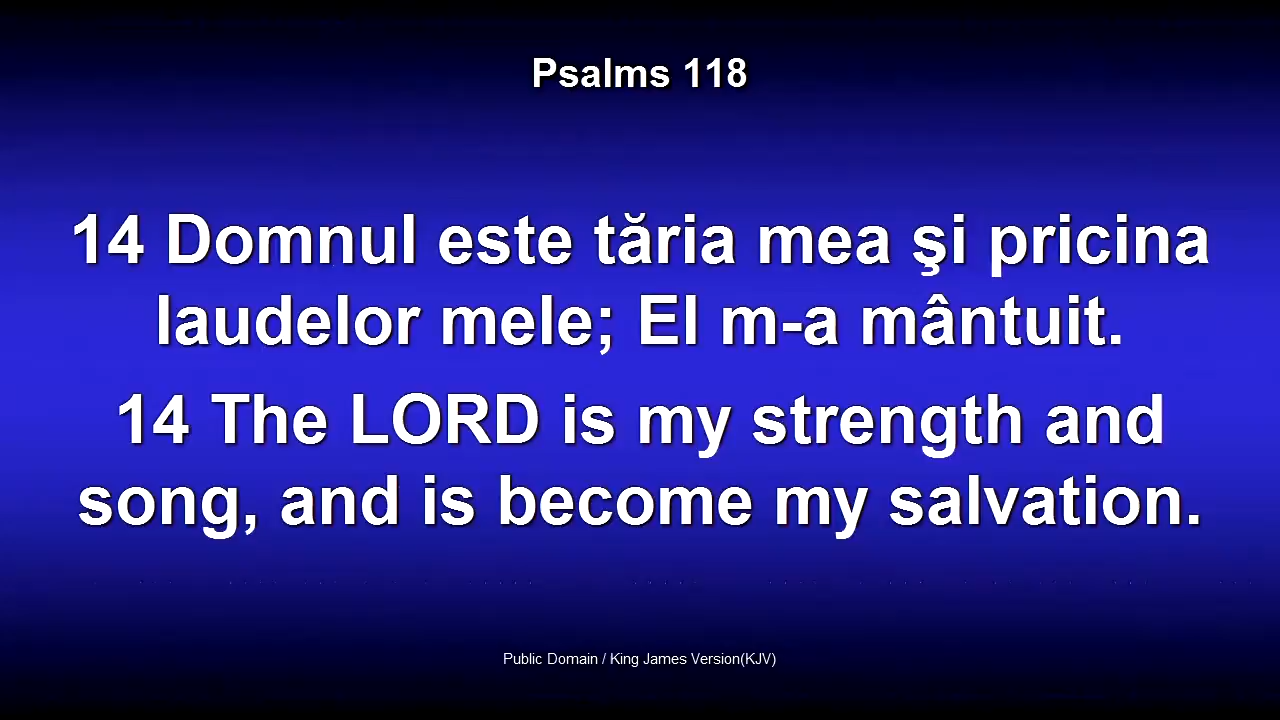 Psalms 118
14 Domnul este tăria mea şi pricina
laudelor mele; El m-a mântuit.
14 The LORD is my strength and
song, and is become my salvation.
Public Domain / King James Version(KJV)